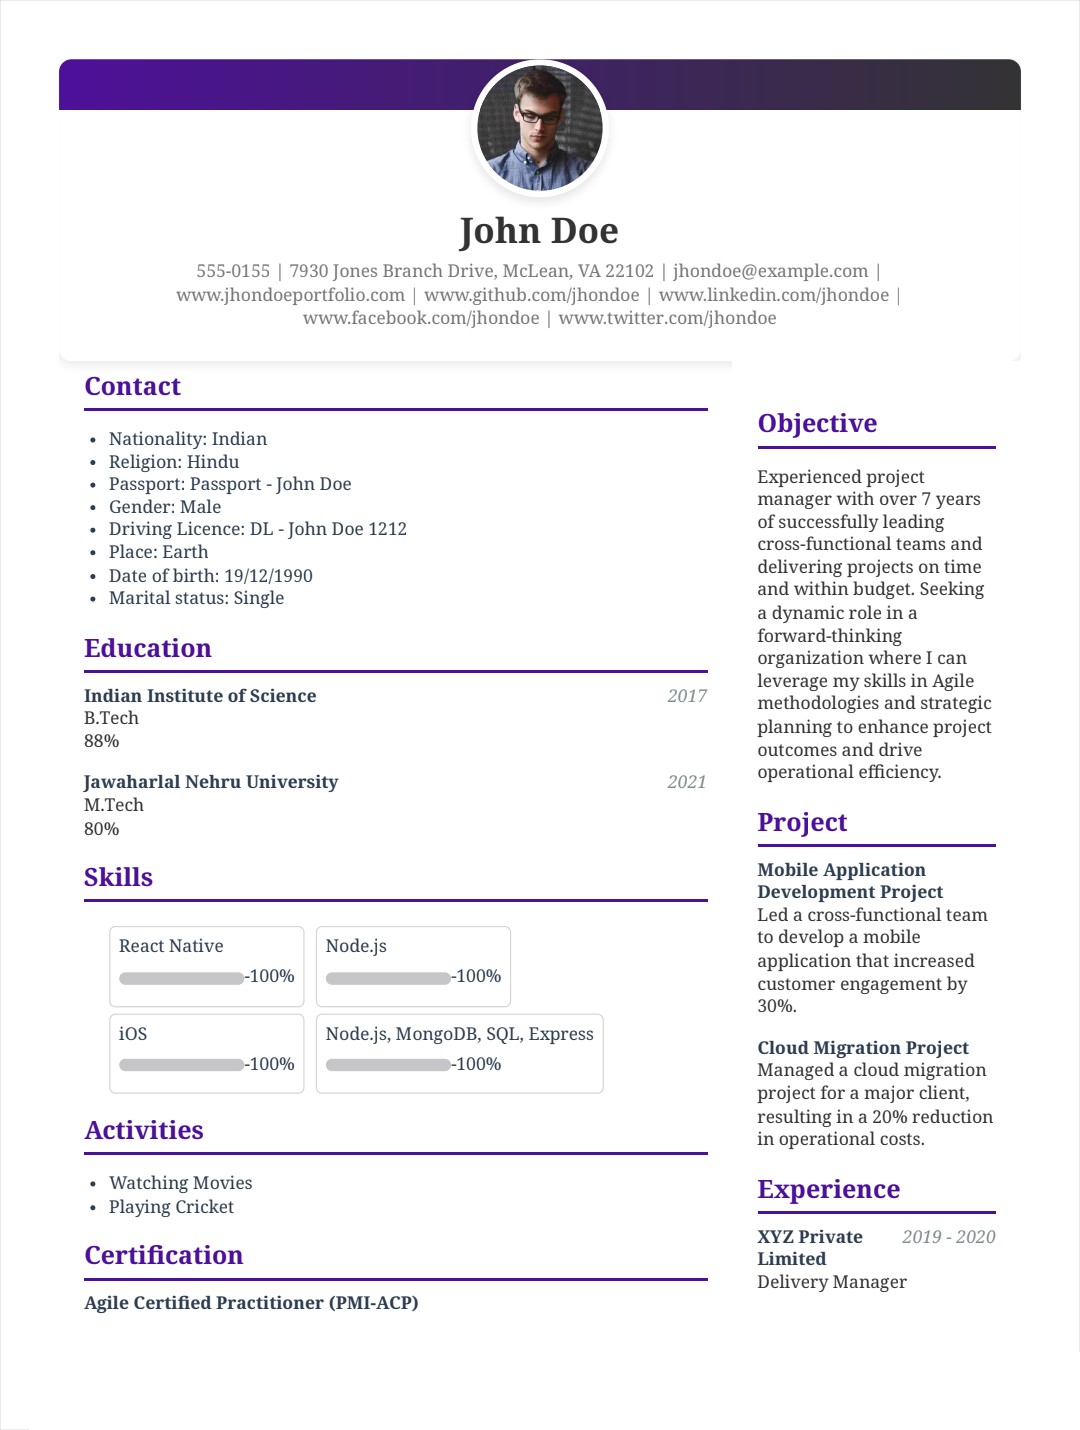 John Doe
555-0155 | 7930 Jones Branch Drive, McLean, VA 22102 | jhondoe@example.com |
www.jhondoeportfolio.com | www.github.com/jhondoe | www.linkedin.com/jhondoe |
www.facebook.com/jhondoe | www.twitter.com/jhondoe
Contact
• Nationality: Indian
• Religion: Hindu
• Passport: Passport - John Doe
• Gender: Male
• Driving Licence: DL - John Doe 1212
• Place: Earth
• Date of birth: 19/12/1990
• Marital status: Single
Education
Indian Institute of Science 2017
B.Tech
88%
Jawaharlal Nehru University 2021
M.Tech
80%
Skills
React Native
-100%
Node.js
-100%
iOS
-100%
Node.js, MongoDB, SQL, Express
-100%
Activities
• Watching Movies
• Playing Cricket
Certification
Agile Certified Practitioner (PMI-ACP)
Objective
Experienced project
manager with over 7 years
of successfully leading
cross-functional teams and
delivering projects on time
and within budget. Seeking
a dynamic role in a
forward-thinking
organization where I can
leverage my skills in Agile
methodologies and strategic
planning to enhance project
outcomes and drive
operational efficiency.
Project
Mobile Application
Development Project
Led a cross-functional team
to develop a mobile
application that increased
customer engagement by
30%.
Cloud Migration Project
Managed a cloud migration
project for a major client,
resulting in a 20% reduction
in operational costs.
Experience
XYZ Private 2019 - 2020
Limited
Delivery Manager